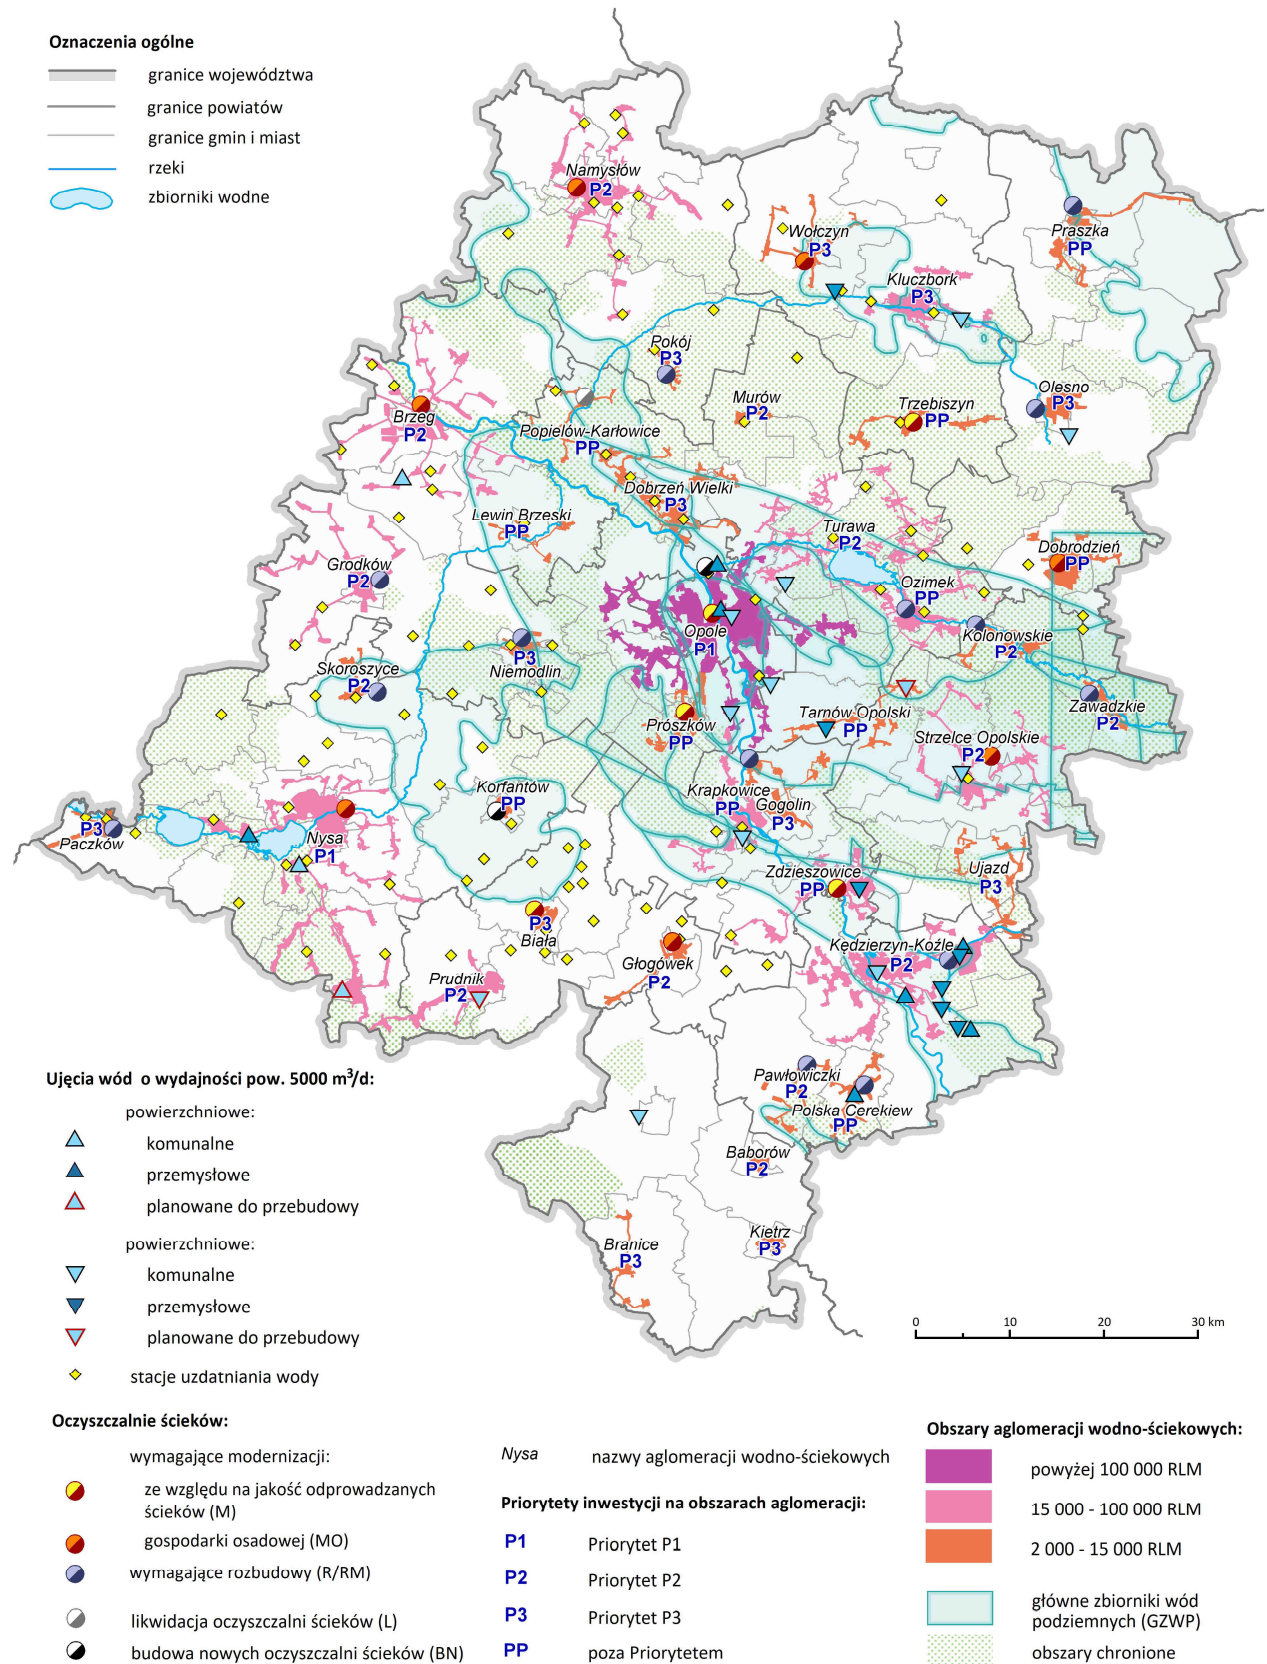 Oznaczenia ogólne
granice województwa
granice powiatów
granice gmin i miast
rzeki
zbiorniki wodne
Namysłów
P2
Wołczyn
P3
Praszka
PP
Kluczbork
P3
Pokój
P3
Olesno
P3
Murów
P2
Trzebiszyn
PP
Brzeg
P2
Popielów-Karłowice
PP
Dobrzeń Wielki
P3
Lewin Brzeski
PP
Turawa
P2
Dobrodzień
PP
Grodków
P2
Ozimek
PP
Opole
P1
Kolonowskie
P2
Skoroszyce
P2
P3
Niemodlin
Zawadzkie
P2
Prószków
PP
Tarnów Opolski
PP
Strzelce Opolskie
P2
Korfantów
PP
Krapkowice
PP
Gogolin
P3
P3
Paczków
Nysa
P1
Zdzieszowice
PP
Ujazd
P3
P3
Biała
Kędzierzyn-Koźle
P2
Głogówek
P2
Prudnik
P2
Pawłowiczki
P2
Polska Cerekiew
PP
Baborów
P2
Branice
P3
Kietrz
P3
0 10 20 30 km
Ujęcia wód o wydajności pow. 5000 m³/d:
powierzchniowe:
komunalne
przemysłowe
planowane do przebudowy
powierzchniowe:
komunalne
przemysłowe
planowane do przebudowy
stacje uzdatniania wody
Oczyszczalnie ścieków:
wymagające modernizacji:
ze względu na jakość odprowadzanych
ścieków (M)
gospodarki osadowej (MO)
wymagające rozbudowy (R/RM)
likwidacja oczyszczalni ścieków (L)
budowa nowych oczyszczalni ścieków (BN)
Nysa nazwy aglomeracji wodno-ściekowych
Priorytety inwestycji na obszarach aglomeracji:
P1 Priorytet P1
P2 Priorytet P2
P3 Priorytet P3
PP poza Priorytetem
Obszary aglomeracji wodno-ściekowych:
powyżej 100 000 RLM
15 000 - 100 000 RLM
2 000 - 15 000 RLM
główne zbiorniki wód
podziemnych (GZWP)
obszary chronione